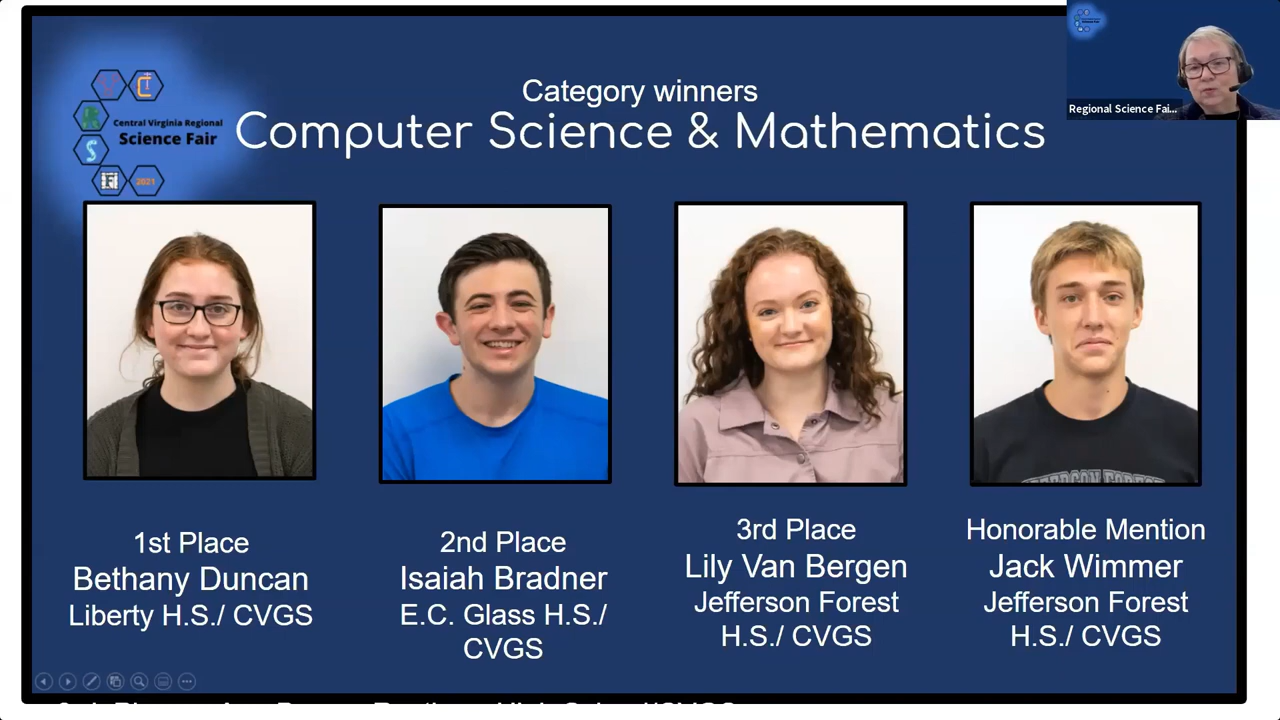 Category winners
Computer Science & Mathematics
Central Virginia Regional
Science Fair
2021
Regional Science Fai...
1st Place
Bethany Duncan
Liberty H.S./ CVGS
2nd Place
Isaiah Bradner
E.C. Glass H.S./
CVGS
3rd Place
Lily Van Bergen
Jefferson Forest
H.S./ CVGS
Honorable Mention
Jack Wimmer
Jefferson Forest
H.S./ CVGS